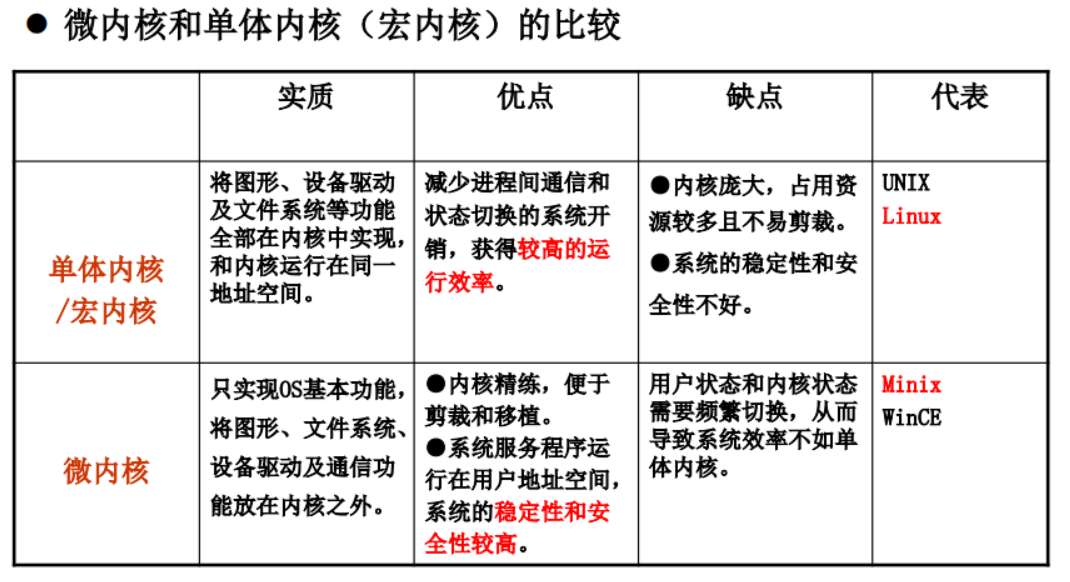 ● 微内核和单体内核（宏内核）的比较
实质
优点
缺点
代表
单体内核
/宏内核
将图形、设备驱动
及文件系统等功能
全部在内核中实现，
和内核运行在同一
地址空间。
减少进程间通信和
状态切换的系统开
销，获得较高的运
行效率。
●内核庞大，占用资
源较多且不易剪裁。
●系统的稳定性和安
全性不好。
UNIX
Linux
微内核
只实现OS基本功能，
将图形、文件系统、
设备驱动及通信功
能放在内核之外。
●内核精练，便于
剪裁和移植。
●系统服务程序运
行在用户地址空间，
系统的稳定性和安
全性较高。
用户状态和内核状态
需要频繁切换，从而
导致系统效率不如单
体内核。
Minix
WinCE